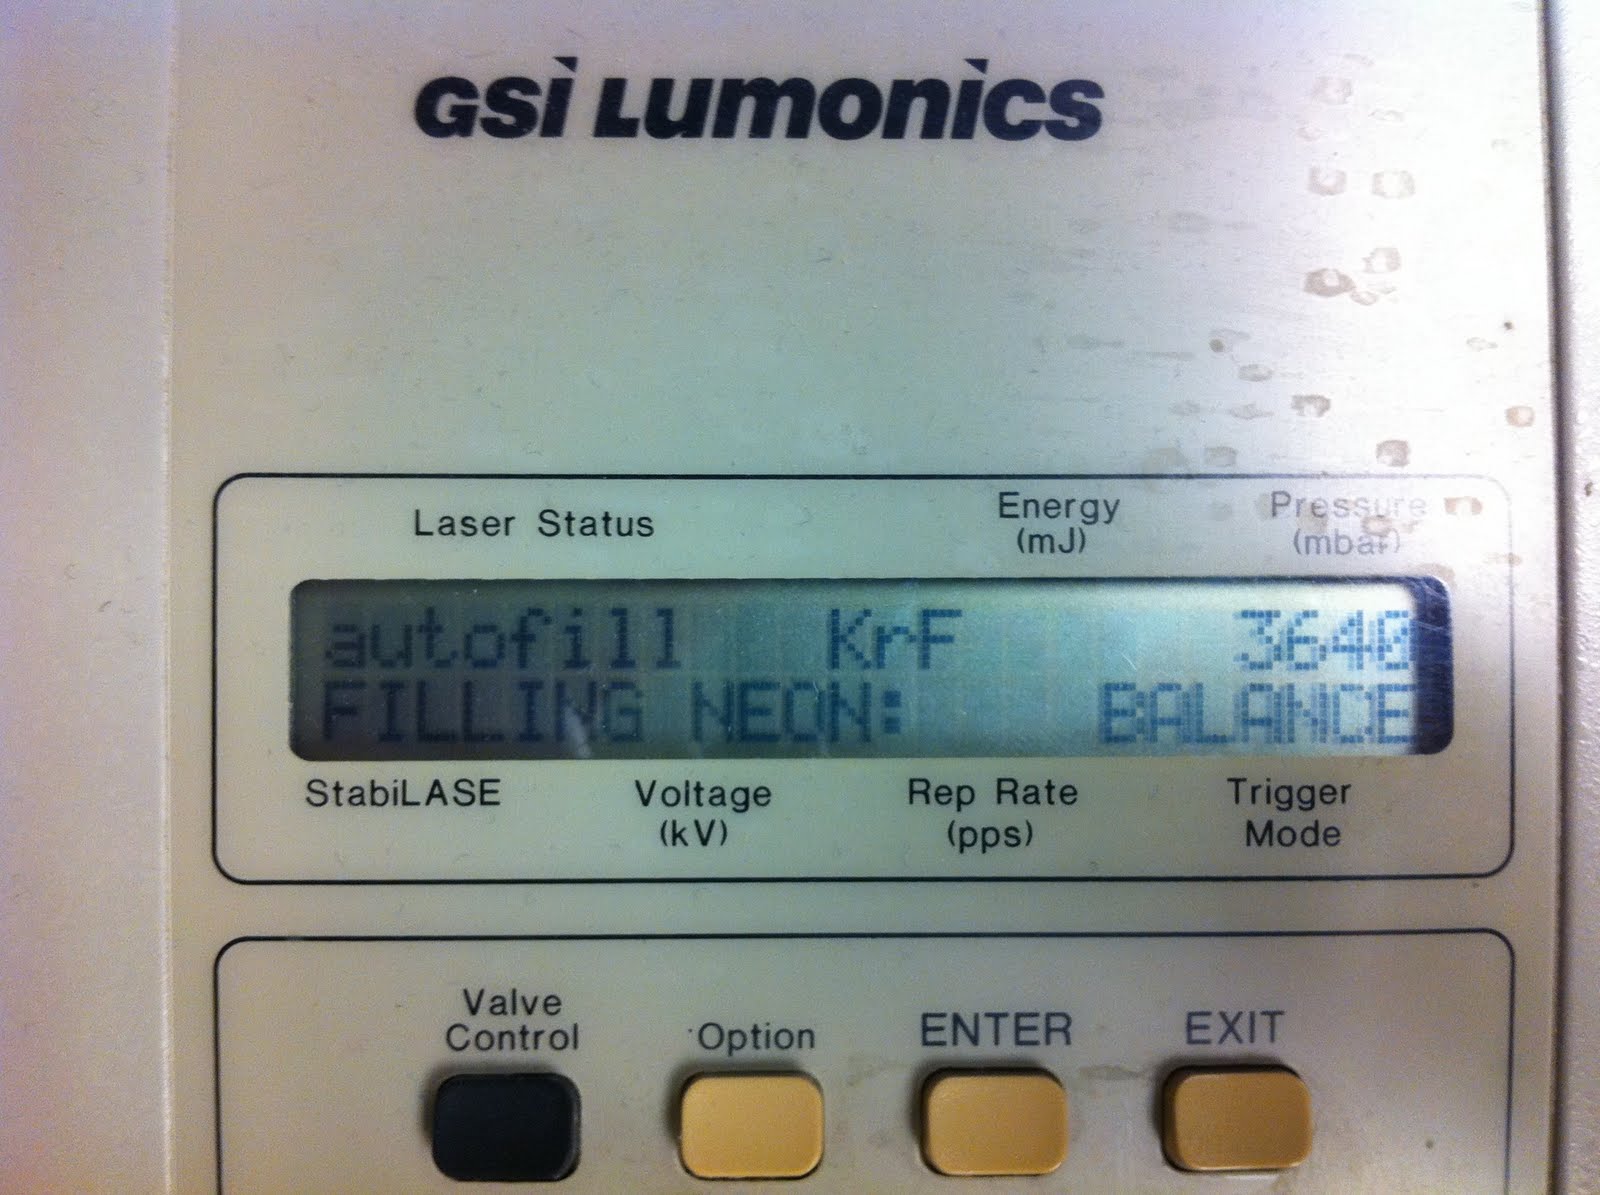 GSi Lumonics
Laser Status
Energy
(mJ)
Pressure
(mbar)
autofill KrF 3640
FILLING NEON: BALANCE
StabiLASE
Voltage
(kV)
Rep Rate
(pps)
Trigger
Mode
Valve
Control
Option
ENTER
EXIT